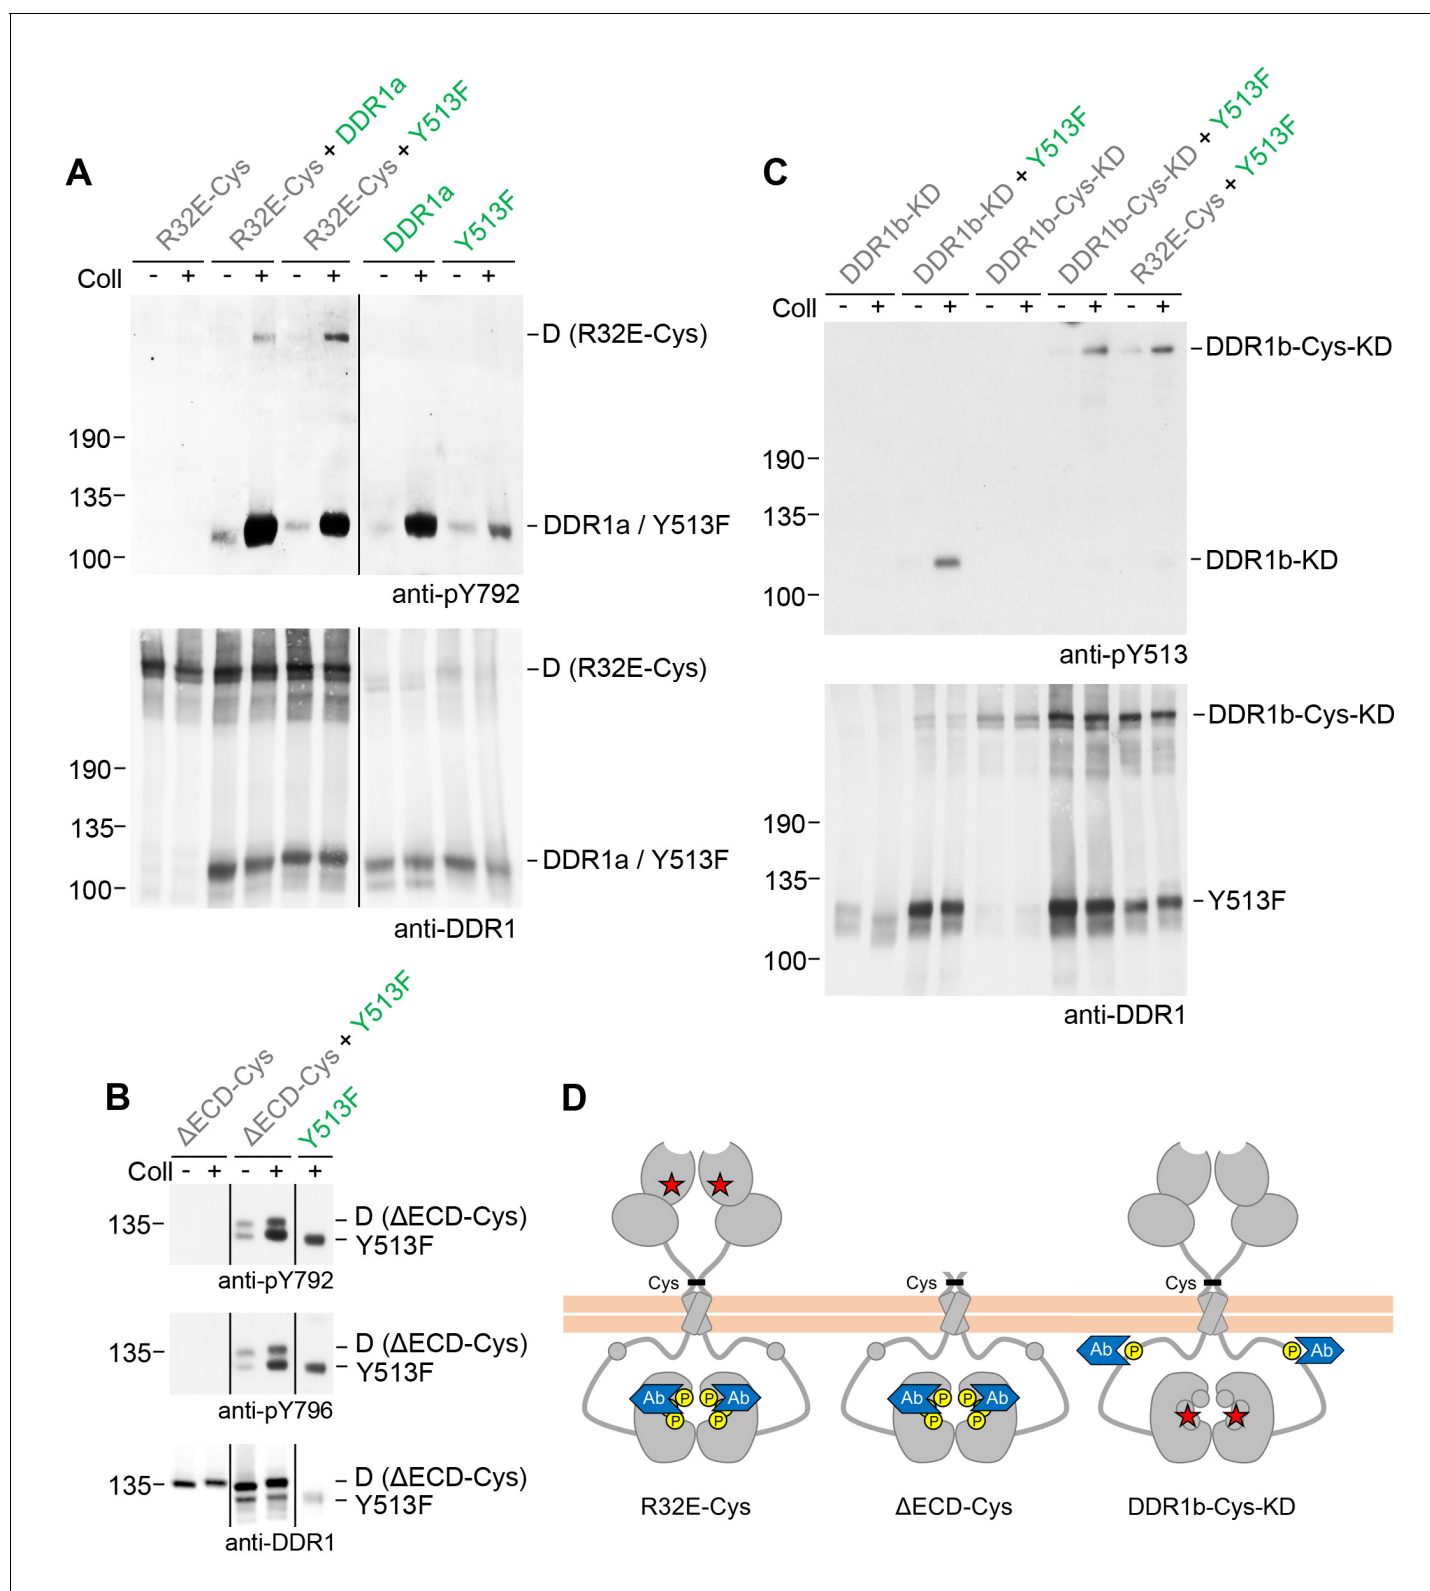 A
R32E-Cys
R32E-Cys + DDR1a
R32E-Cys + Y513F
DDR1a
Y513F
Coll - + - + - + - + - +
D (R32E-Cys)
190
135
DDR1a / Y513F
100
anti-pY792
D (R32E-Cys)
190
135
DDR1a / Y513F
100
anti-DDR1
B
ΔECD-Cys
ΔECD-Cys + Y513F
Y513F
Coll - + - + +
135
D (ΔECD-Cys)
Y513F
anti-pY792
135
D (ΔECD-Cys)
Y513F
anti-pY796
135
D (ΔECD-Cys)
Y513F
anti-DDR1
C
DDR1b-KD
DDR1b-KD + Y513F
DDR1b-Cys-KD
DDR1b-Cys-KD + Y513F
R32E-Cys + Y513F
Coll - + - + - + - + - +
DDR1b-Cys-KD
190
135
DDR1b-KD
100
anti-pY513
DDR1b-Cys-KD
190
135
Y513F
100
anti-DDR1
D
Cys
Cys
Cys
Ab P
P Ab
Ab P P Ab
P P
Ab P P Ab
P P
R32E-Cys
ΔECD-Cys
DDR1b-Cys-KD